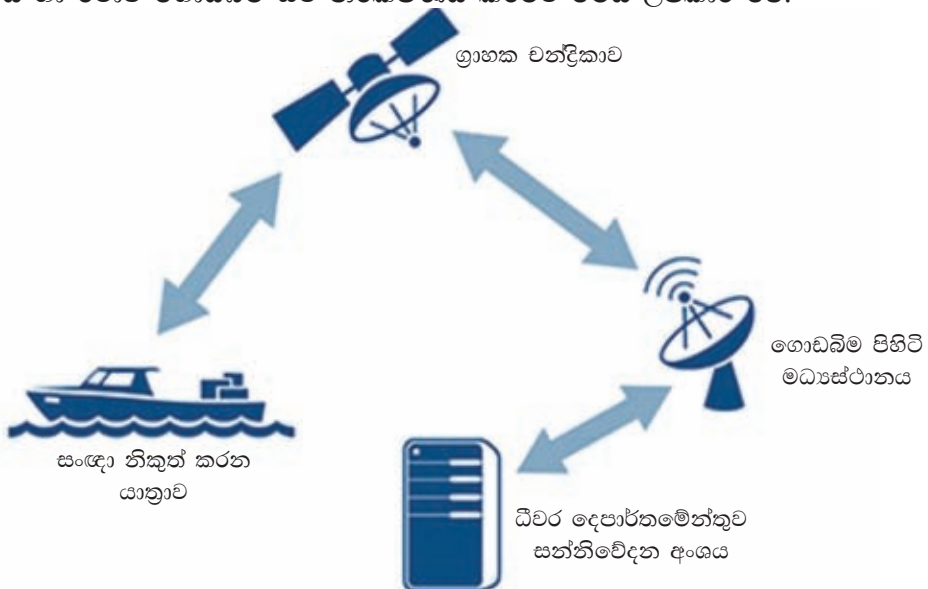 ග්‍රාහක චන්ද්‍රිකාව
ගොඩබිම පිහිටි
මධ්‍යස්ථානය
සංඥා නිකුත් කරන
යාත්‍රාව
ධීවර දෙපාර්තමේන්තුව
සන්නිවේදන අංශය